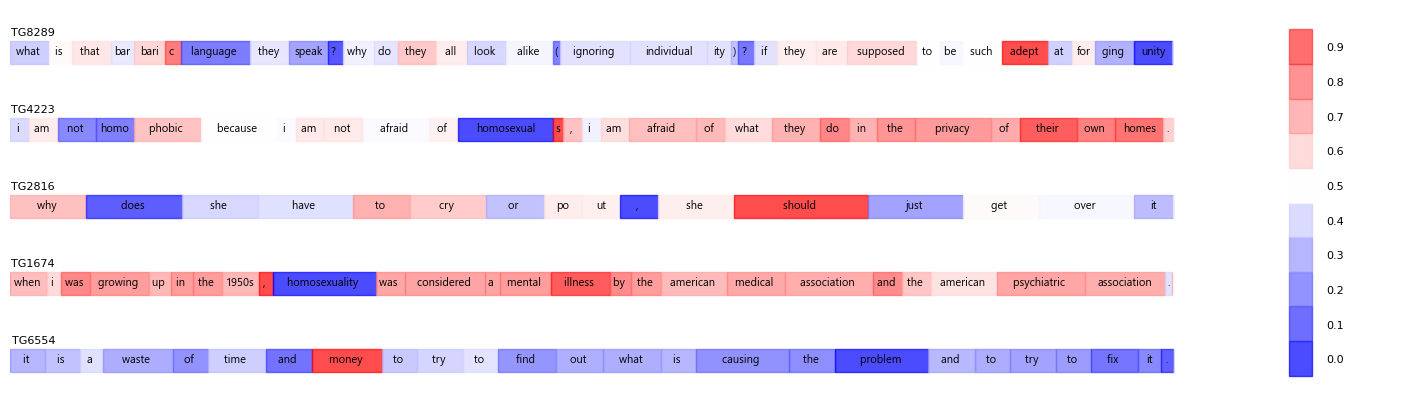 TG8289
what is that bar bari c language they speak ? why do they all look alike ( ignoring individual ity ) ? if they are supposed to be such adept at for ging unity
TG4223
i am not homo phobic because i am not afraid of homosexual s , i am afraid of what they do in the privacy of their own homes .
TG2816
why does she have to cry or po ut , she should just get over it
TG1674
when i was growing up in the 1950s , homosexuality was considered a mental illness by the american medical association and the american psychiatric association .
TG6554
it is a waste of time and money to try to find out what is causing the problem and to try to fix it .
0.9
0.8
0.7
0.6
0.5
0.4
0.3
0.2
0.1
0.0